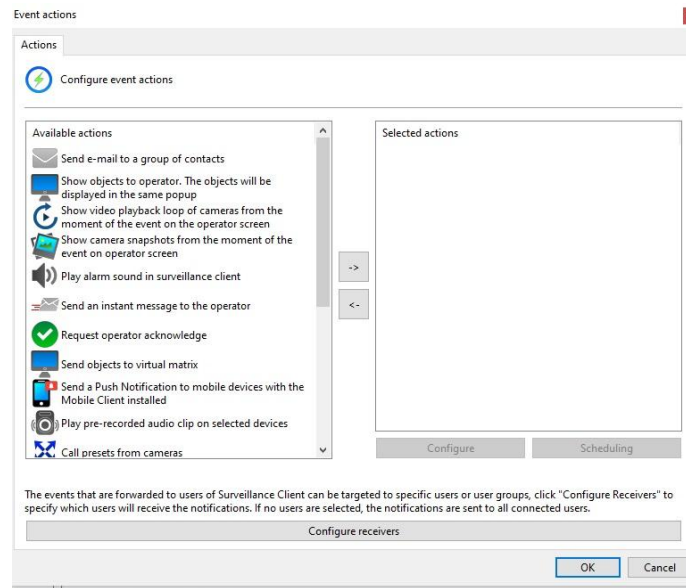 Event actions
Actions
Configure event actions
Available actions
Send e-mail to a group of contacts
Show objects to operator. The objects will be
displayed in the same popup
Show video playback loop of cameras from the
moment of the event on the operator screen
Show camera snapshots from the moment of the
event on operator screen
Play alarm sound in surveillance client
Send an instant message to the operator
Request operator acknowledge
Send objects to virtual matrix
Send a Push Notification to mobile devices with the
Mobile Client installed
Play pre-recorded audio clip on selected devices
Call presets from cameras
->
<-
Selected actions
Configure
Scheduling
The events that are forwarded to users of Surveillance Client can be targeted to specific users or user groups, click "Configure Receivers" to
specify which users will receive the notifications. If no users are selected, the notifications are sent to all connected users.
Configure receivers
OK
Cancel